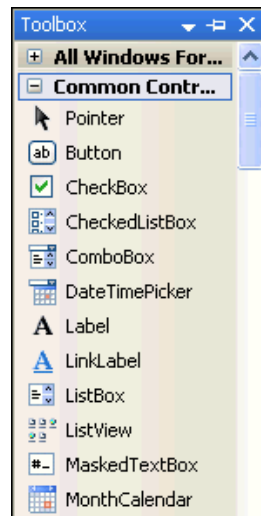 Toolbox
All Windows For...
Common Contr...
Pointer
ab Button
CheckBox
CheckedListBox
ComboBox
DateTimePicker
A Label
A LinkLabel
ListBox
ListView
#_ MaskedTextBox
MonthCalendar